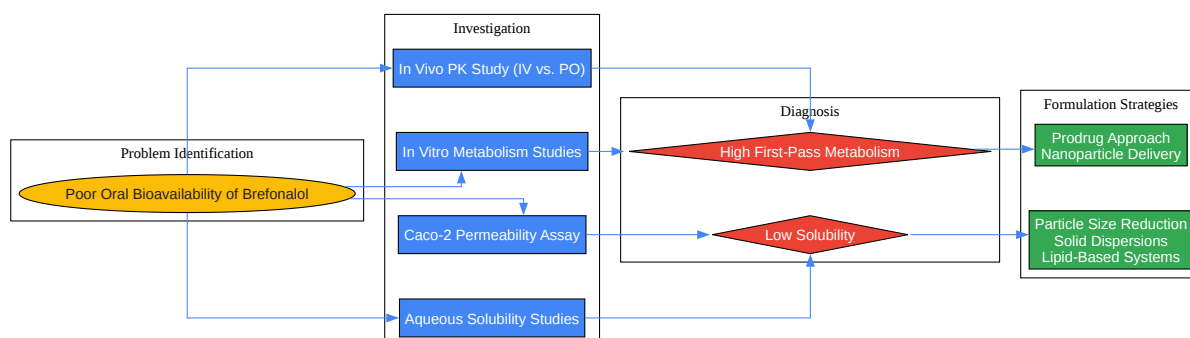 Problem Identification
Poor Oral Bioavailability of Brefonalol
Investigation
In Vivo PK Study (IV vs. PO)
In Vitro Metabolism Studies
Caco-2 Permeability Assay
Aqueous Solubility Studies
Diagnosis
High First-Pass Metabolism
Low Solubility
Formulation Strategies
Prodrug Approach
Nanoparticle Delivery
Particle Size Reduction
Solid Dispersions
Lipid-Based Systems